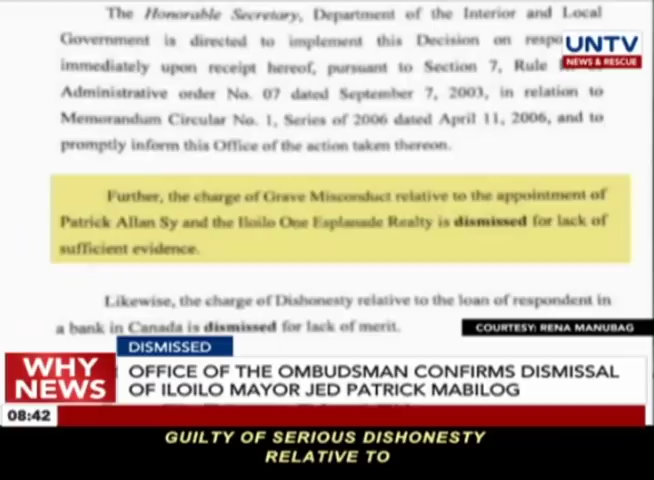 The Honorable Secretary, Department of the Interior and Local
Government is directed to implement this Decision on
immediately upon receipt hereof, pursuant to Section 7, Rule
Administrative order No. 07 dated September 7, 2003, in relation to
Memorandum Circular No. 1, Series of 2006 dated April 11, 2006, and to
promptly inform this Office of the action taken thereon.
UNTV
NEWS & RESCUE
Further, the charge of Grave Misconduct relative to the appointment of
Patrick Allan Sy and the Iloilo One Esplanade Realty is dismissed for lack of
sufficient evidence.
Likewise, the charge of Dishonesty relative to the loan of respondent in
a bank in Canada is dismissed for lack of merit.
COURTESY: RENA MANUBAG
DISMISSED
WHY
NEWS
OFFICE OF THE OMBUDSMAN CONFIRMS DISMISSAL
OF ILOILO MAYOR JED PATRICK MABILOG
08:42
GUILTY OF SERIOUS DISHONESTY
RELATIVE TO